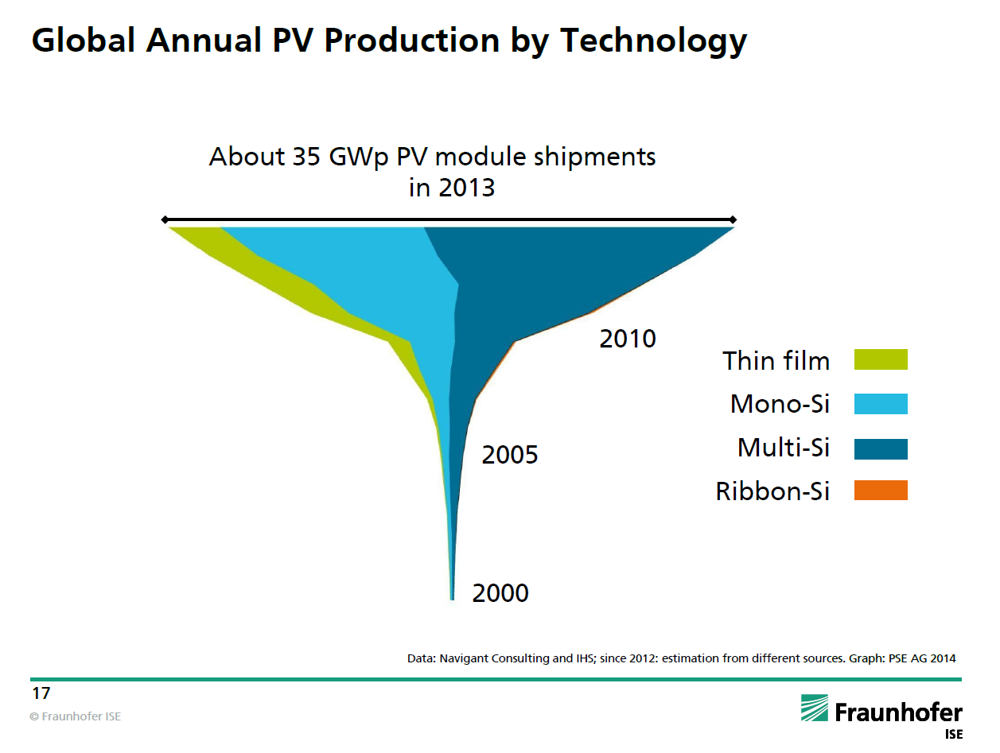 Global Annual PV Production by Technology
About 35 GWp PV module shipments
in 2013
2010
2005
2000
Thin film
Mono-Si
Multi-Si
Ribbon-Si
Data: Navigant Consulting and IHS; since 2012: estimation from different sources. Graph: PSE AG 2014
17
© Fraunhofer ISE
Fraunhofer
ISE